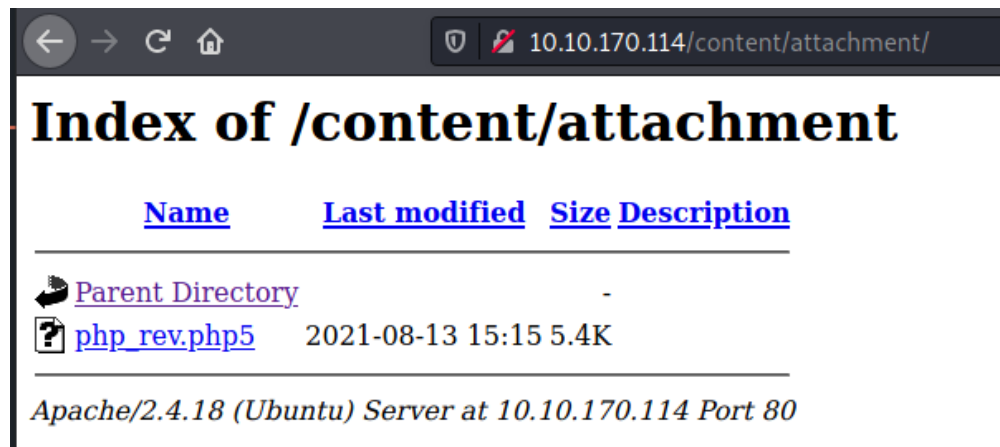 10.10.170.114/content/attachment/
Index of /content/attachment
Name Last modified Size Description
Parent Directory -
php_rev.php5 2021-08-13 15:15 5.4K
Apache/2.4.18 (Ubuntu) Server at 10.10.170.114 Port 80